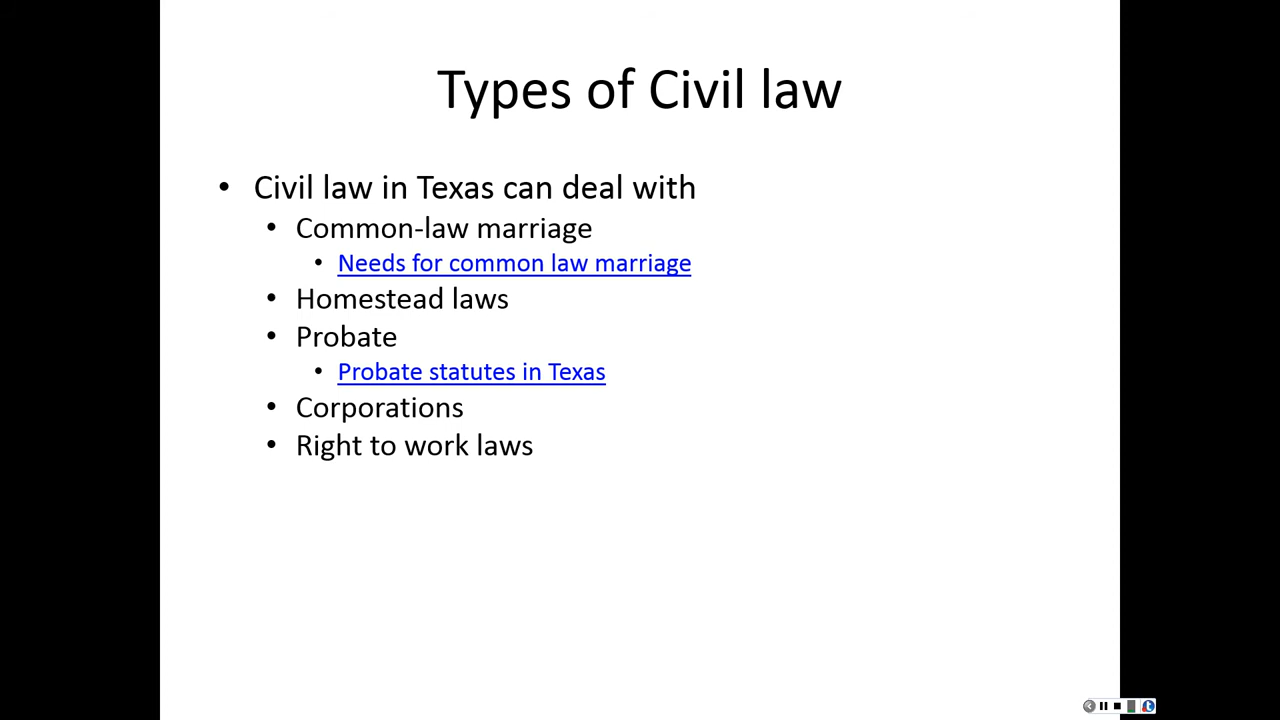 Types of Civil law
• Civil law in Texas can deal with
• Common-law marriage
• Needs for common law marriage
• Homestead laws
• Probate
• Probate statutes in Texas
• Corporations
• Right to work laws